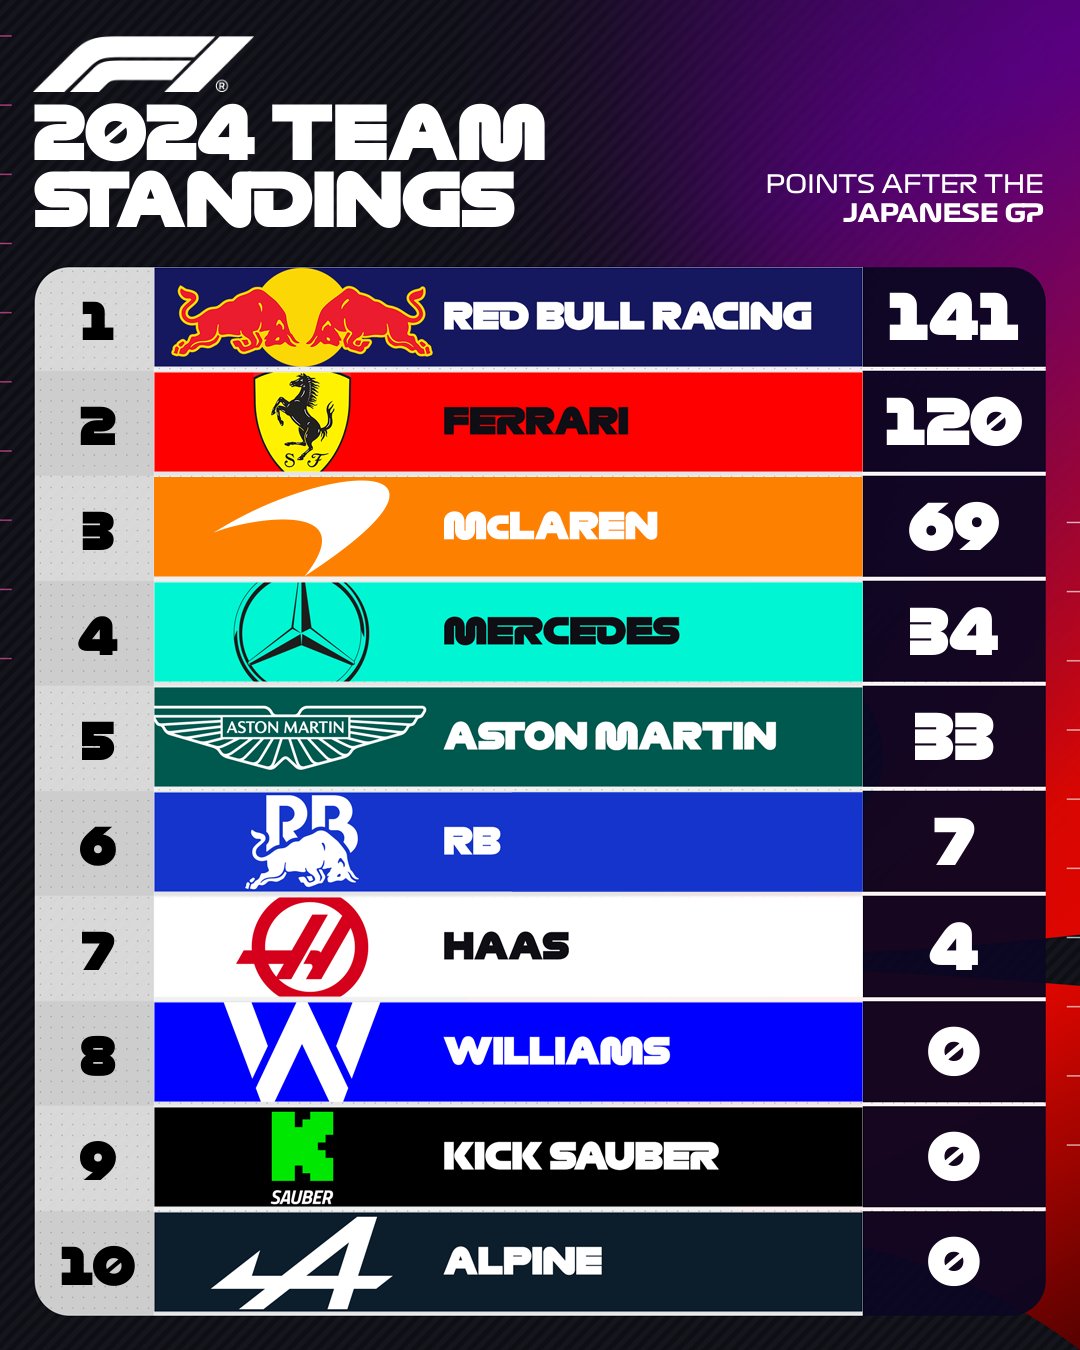 F1®
2024 TEAM
STANDINGS
POINTS AFTER THE
JAPANESE GP
1 RED BULL RACING 141
2 S F FERRARI 120
3 McLAREN 69
4 MERCEDES 34
5 ASTON MARTIN ASTON MARTIN 33
6 RB RB 7
7 H HAAS 4
8 W WILLIAMS 0
9 K SAUBER KICK SAUBER 0
10 A ALPINE 0